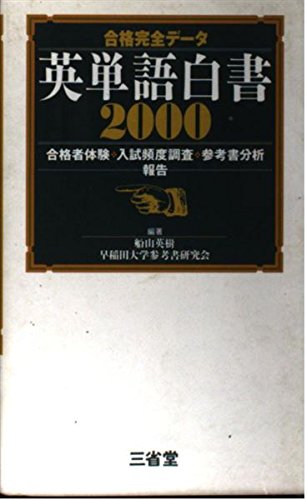 合格完全データ
英単語白書
2000
合格者体験・入試頻度調査・参考書分析
報告
編著
船山英樹
早稲田大学参考書研究会
三省堂